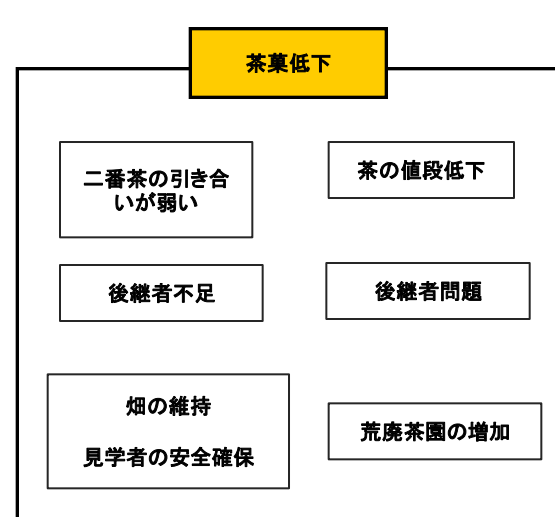 茶菓低下
二番茶の引き合
いが弱い
茶の値段低下
後継者不足
後継者問題
畑の維持
見学者の安全確保
荒廃茶園の増加